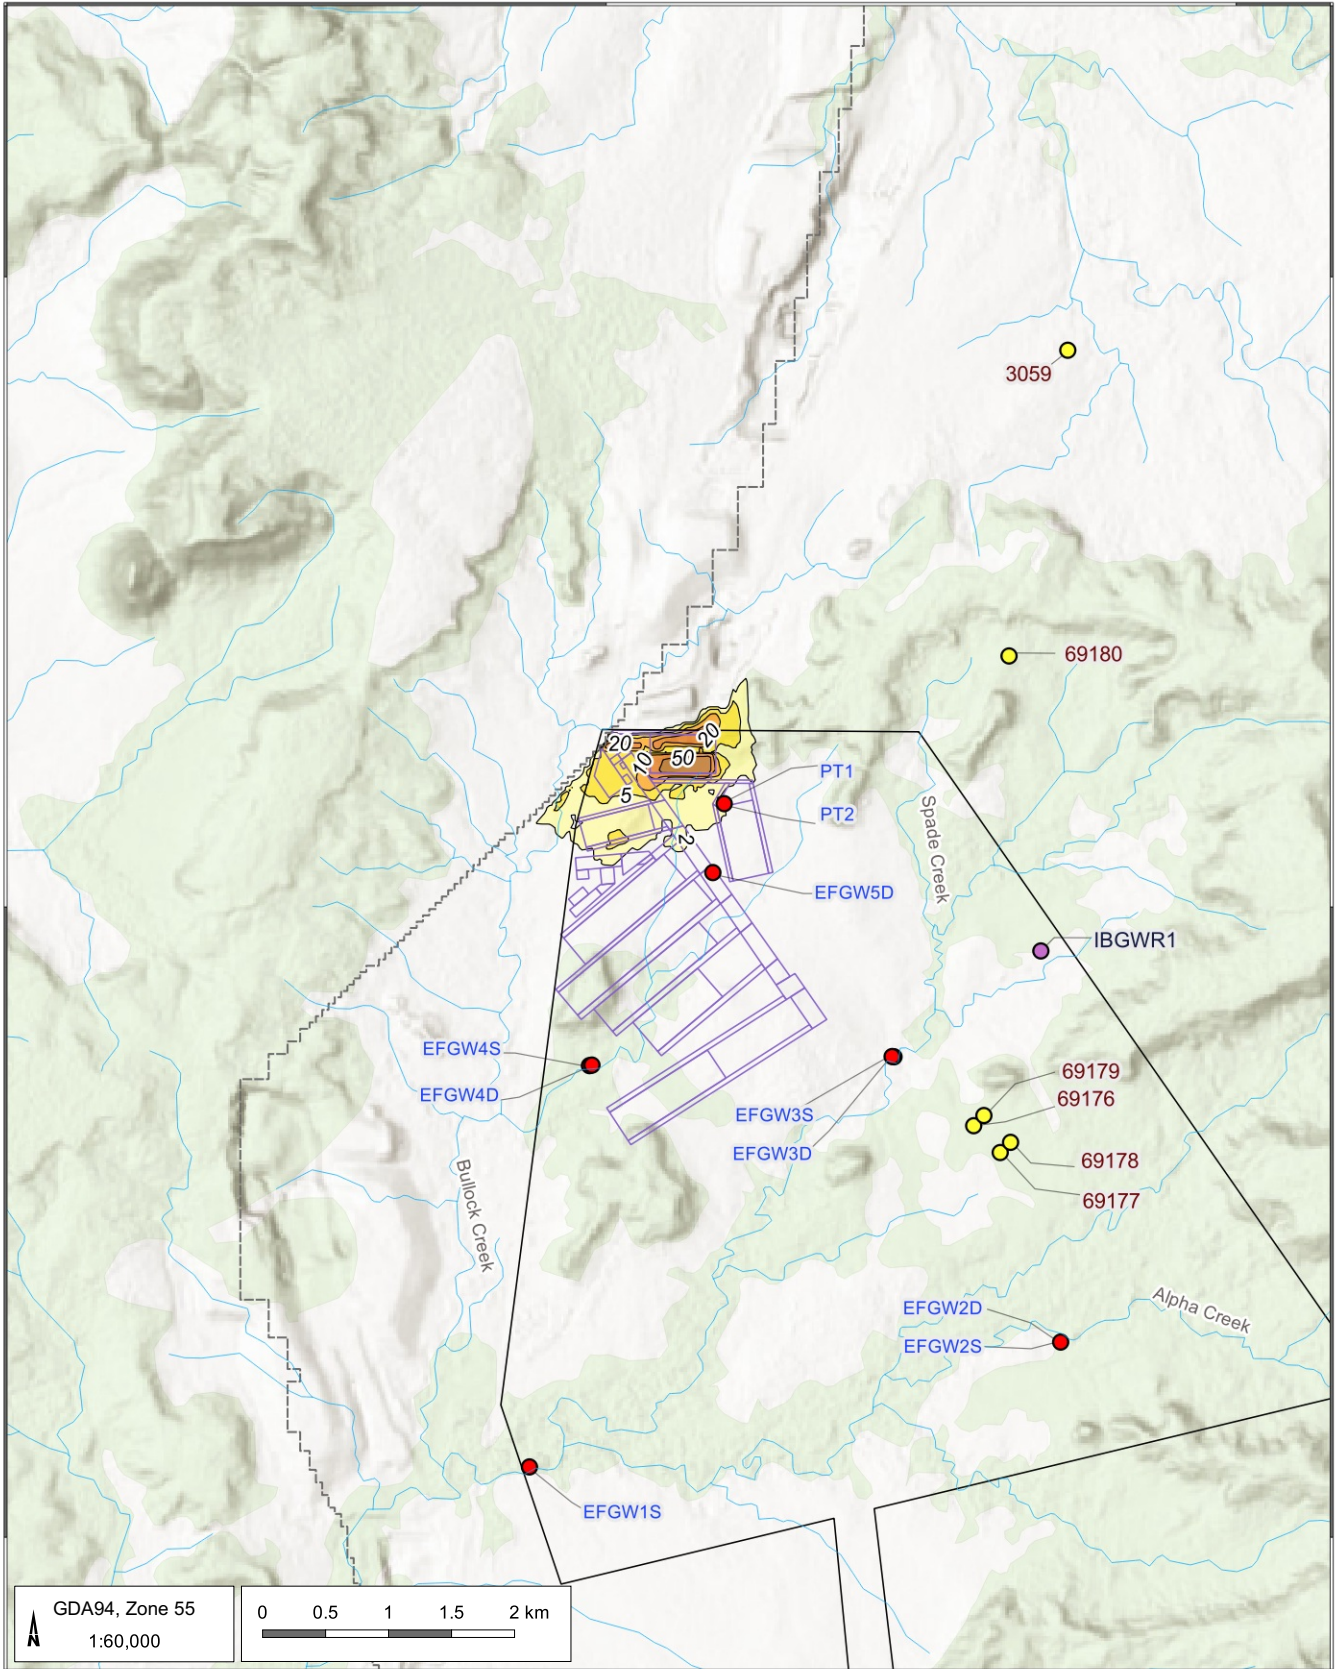 3059
69180
20
20
10
50
5
2
PT1
PT2
EFGW5D
Spade Creek
IBGWR1
EFGW4S
EFGW4D
EFGW3S
EFGW3D
69179
69176
69178
69177
Bullock Creek
EFGW2D
EFGW2S
Alpha Creek
EFGW1S
GDA94, Zone 55
1:60,000
N
0 0.5 1 1.5 2 km